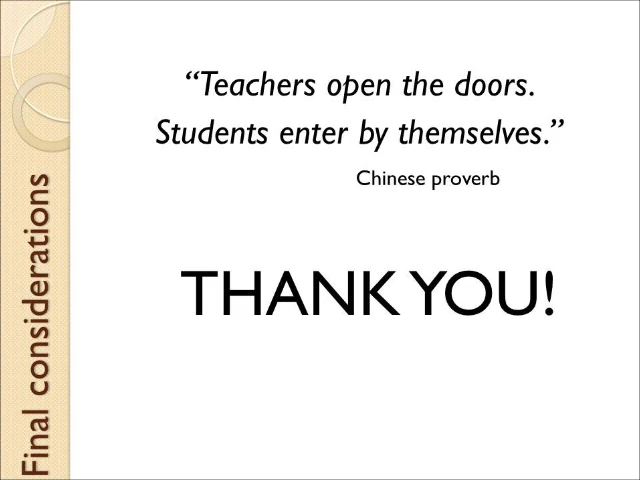 Final considerations
“Teachers open the doors.
Students enter by themselves.”
Chinese proverb
THANK YOU!